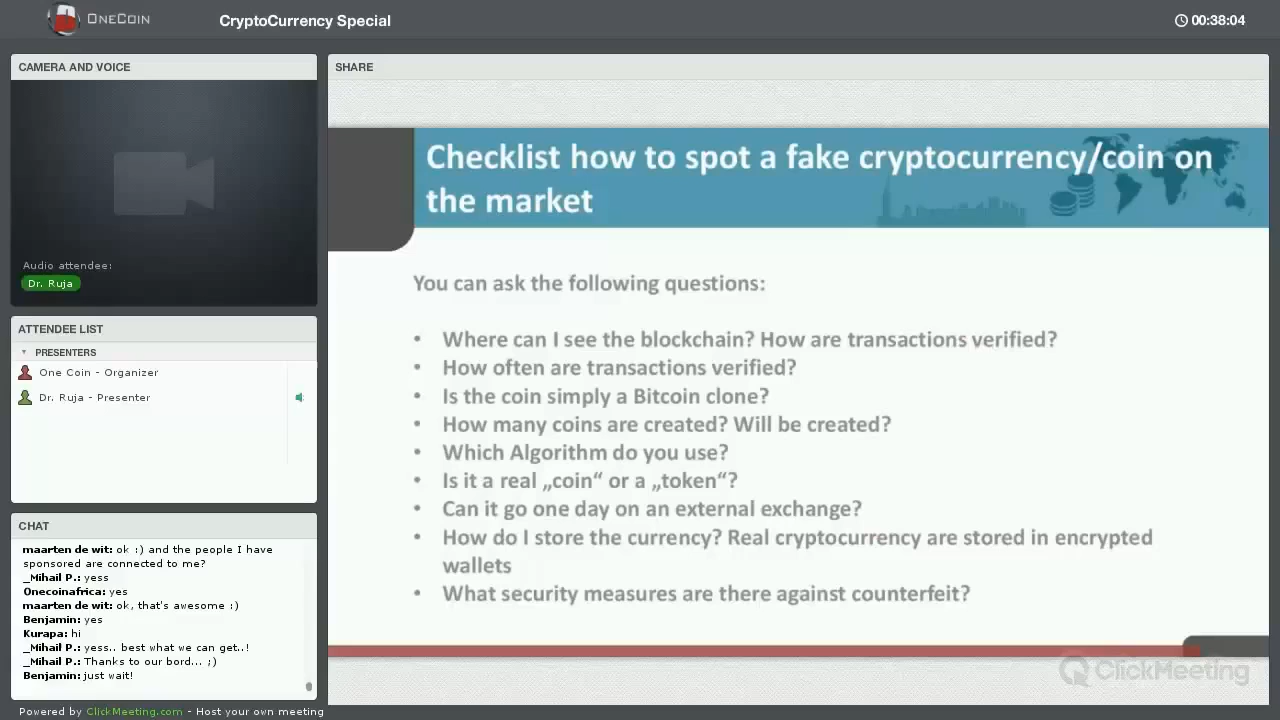 ONECOIN
CryptoCurrency Special
00:38:04
CAMERA AND VOICE
Audio attendee:
Dr. Ruja
ATTENDEE LIST
PRESENTERS
One Coin - Organizer
Dr. Ruja - Presenter
CHAT
maarten de wit: ok :) and the people I have
sponsored are connected to me?
_Mihail P.: yess
Onecoinafrica: yes
maarten de wit: ok, that's awesome :)
Benjamin: yes
Kurapa: hi
_Mihail P.: yess.. best what we can get..!
_Mihail P.: Thanks to our bord... ;)
Benjamin: just wait!
SHARE
Checklist how to spot a fake cryptocurrency/coin on
the market
You can ask the following questions:
• Where can I see the blockchain? How are transactions verified?
• How often are transactions verified?
• Is the coin simply a Bitcoin clone?
• How many coins are created? Will be created?
• Which Algorithm do you use?
• Is it a real „coin“ or a „token“?
• Can it go one day on an external exchange?
• How do I store the currency? Real cryptocurrency are stored in encrypted
wallets
• What security measures are there against counterfeit?
ClickMeeting
Powered by ClickMeeting.com - Host your own meeting